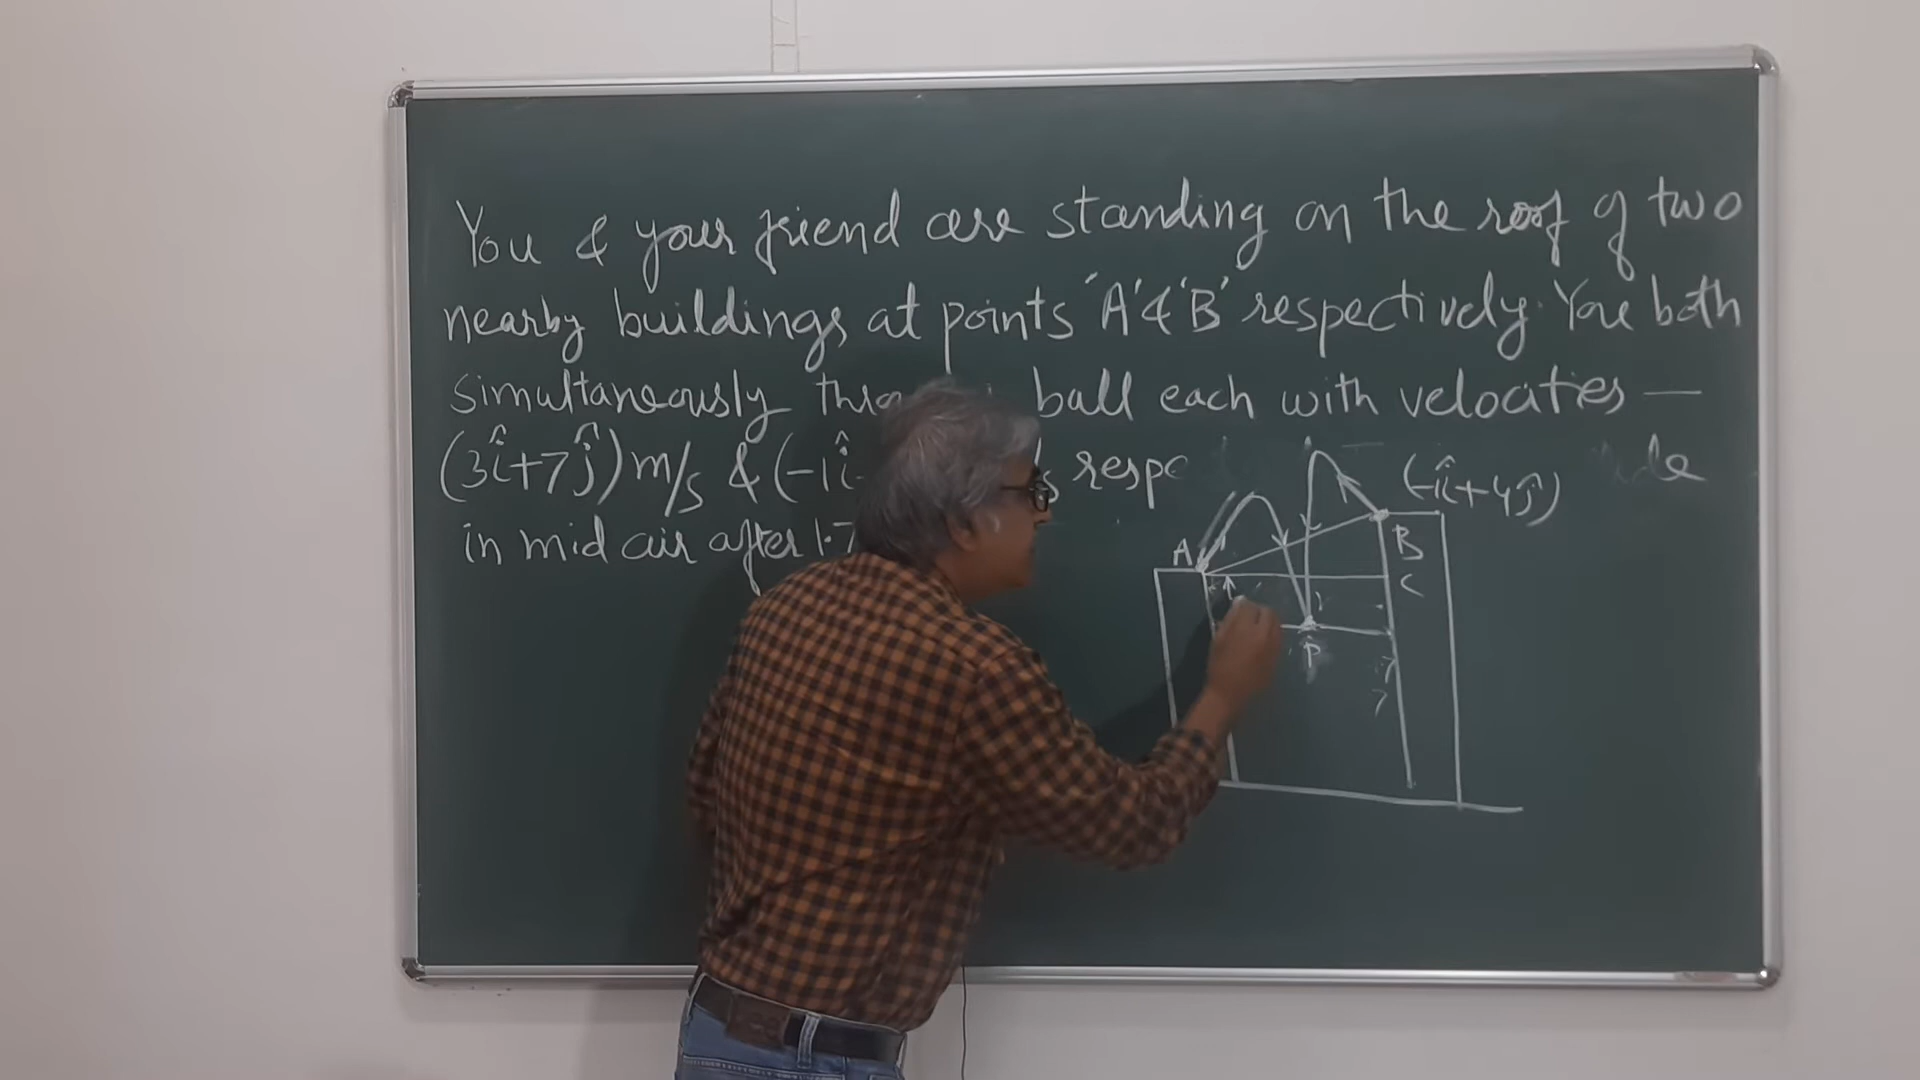 You & your friend are standing on the roof of two
nearby buildings at points 'A' & 'B' respectively. You both
simultaneously ball each with velocities —
(3î+7ĵ) m/s & (-1î respe
in mid air after 1.7
(-î+4ĵ)
A
B
C
P